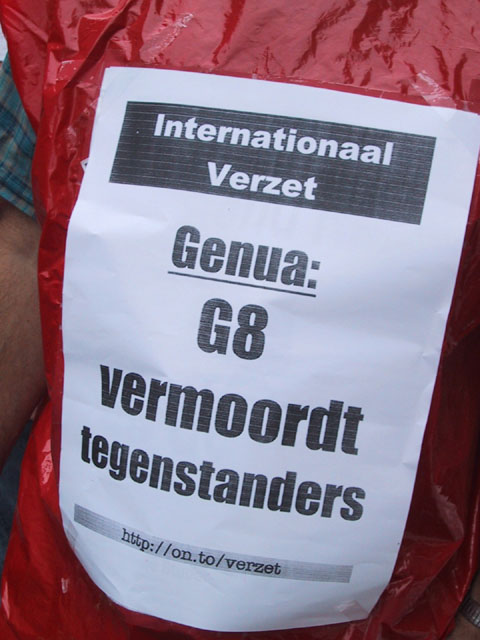 Internationaal
Verzet
Genua:
G8
vermoordt
tegenstanders
http://on.to/verzet